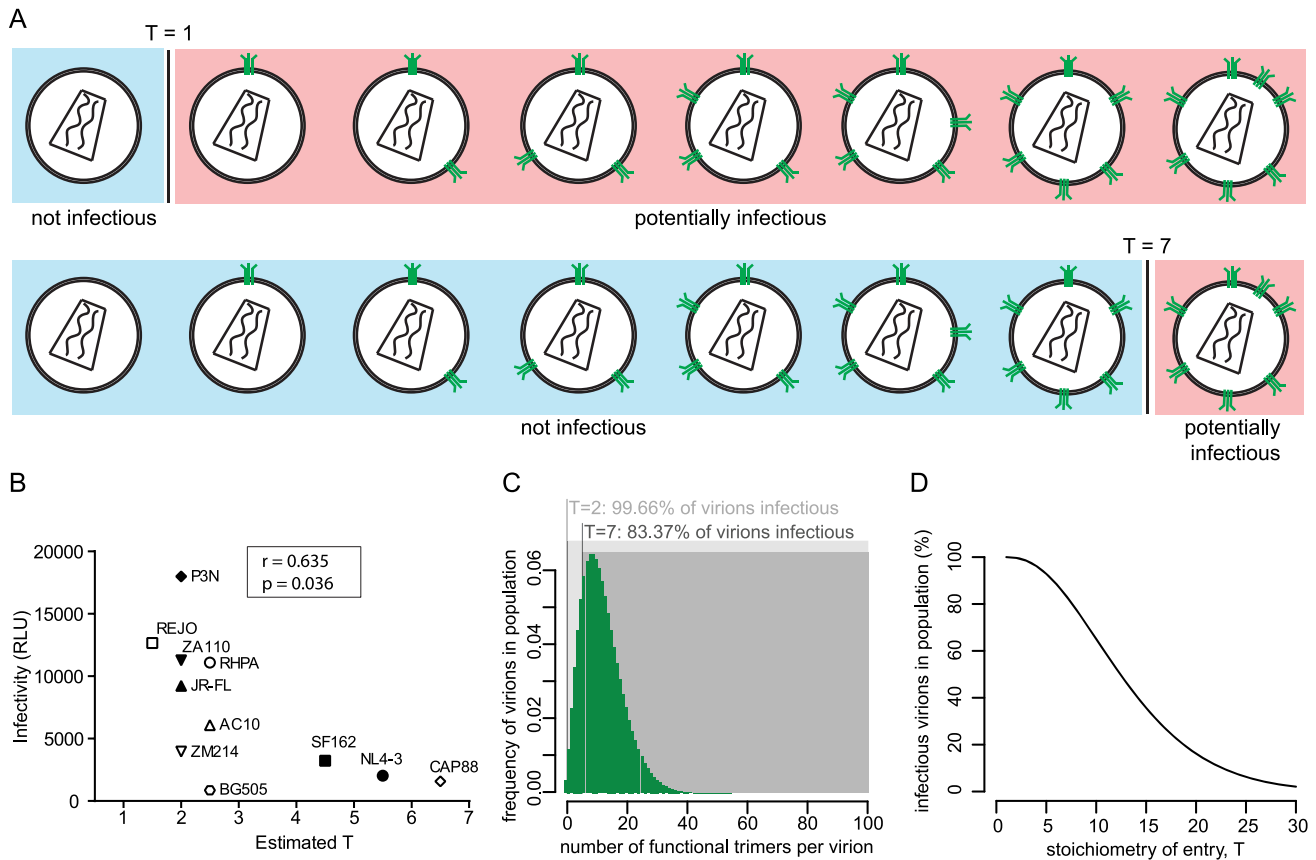 A
T = 1
not infectious
potentially infectious
T = 7
not infectious
potentially
infectious
B
20000
15000
10000
5000
0
Infectivity (RLU)
r = 0.635
p = 0.036
P3N
REJO
ZA110
RHPA
JR-FL
AC10
ZM214
BG505
SF162
NL4-3
CAP88
1 2 3 4 5 6 7
Estimated T
C
T=2: 99.66% of virions infectious
T=7: 83.37% of virions infectious
frequency of virions in population
0.06
0.04
0.02
0.00
0 20 40 60 80 100
number of functional trimers per virion
D
infectious virions in population (%)
100
80
60
40
20
0
0 5 10 15 20 25 30
stoichiometry of entry, T